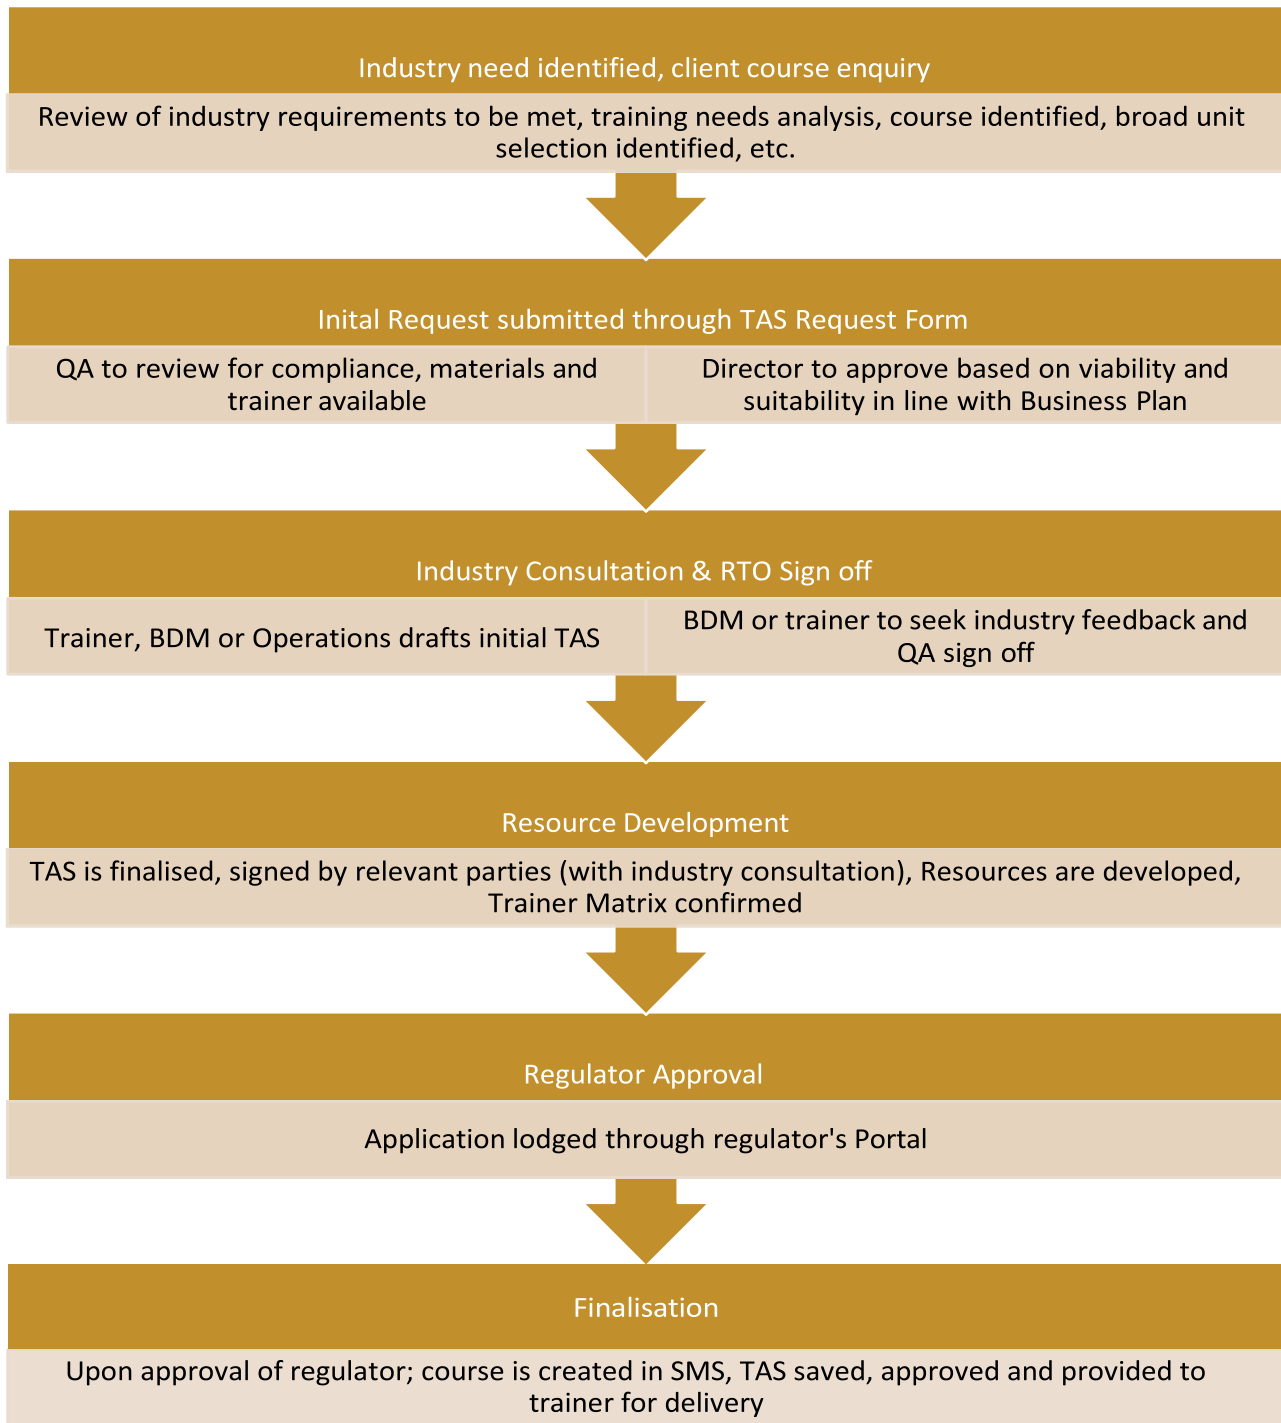 Industry need identified, client course enquiry
Review of industry requirements to be met, training needs analysis, course identified, broad unit
selection identified, etc.
Inital Request submitted through TAS Request Form
QA to review for compliance, materials and
trainer available
Director to approve based on viability and
suitability in line with Business Plan
Industry Consultation & RTO Sign off
Trainer, BDM or Operations drafts initial TAS
BDM or trainer to seek industry feedback and
QA sign off
Resource Development
TAS is finalised, signed by relevant parties (with industry consultation), Resources are developed,
Trainer Matrix confirmed
Regulator Approval
Application lodged through regulator's Portal
Finalisation
Upon approval of regulator; course is created in SMS, TAS saved, approved and provided to
trainer for delivery